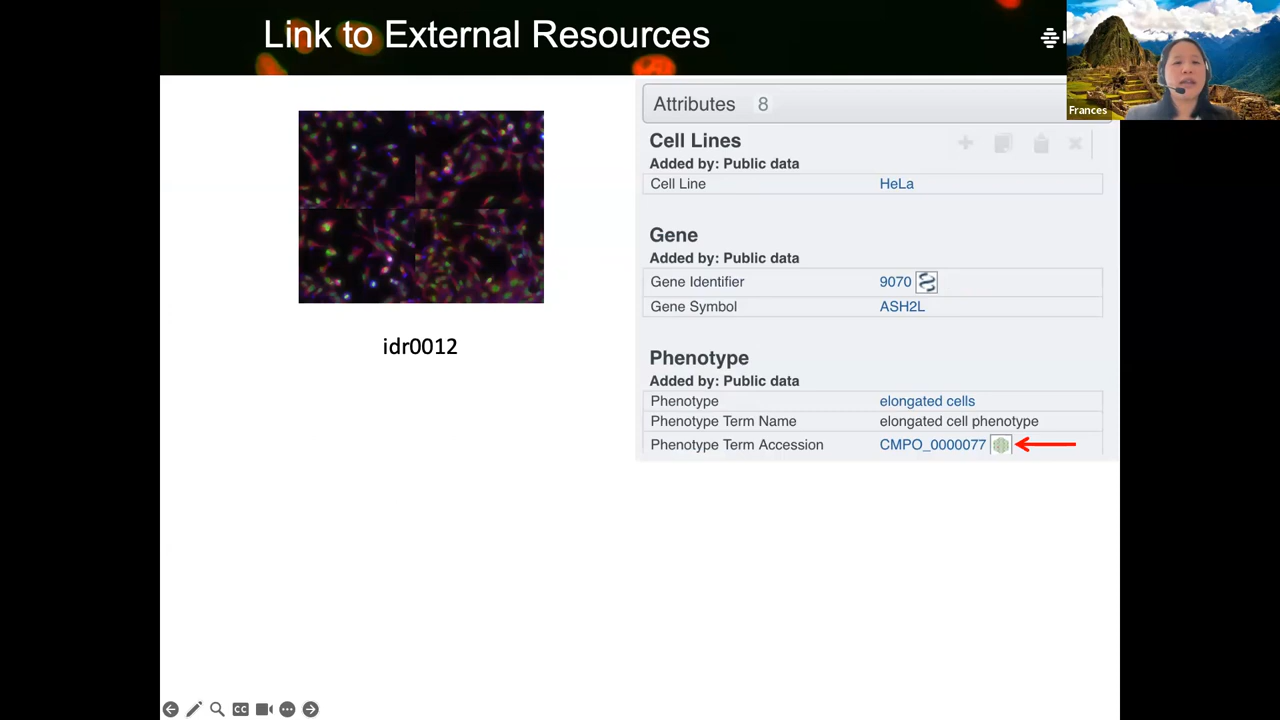 Link to External Resources
Frances
Attributes 8
Cell Lines
Added by: Public data
Cell Line HeLa
Gene
Added by: Public data
Gene Identifier 9070
Gene Symbol ASH2L
idr0012
Phenotype
Added by: Public data
Phenotype elongated cells
Phenotype Term Name elongated cell phenotype
Phenotype Term Accession CMPO_0000077
CC